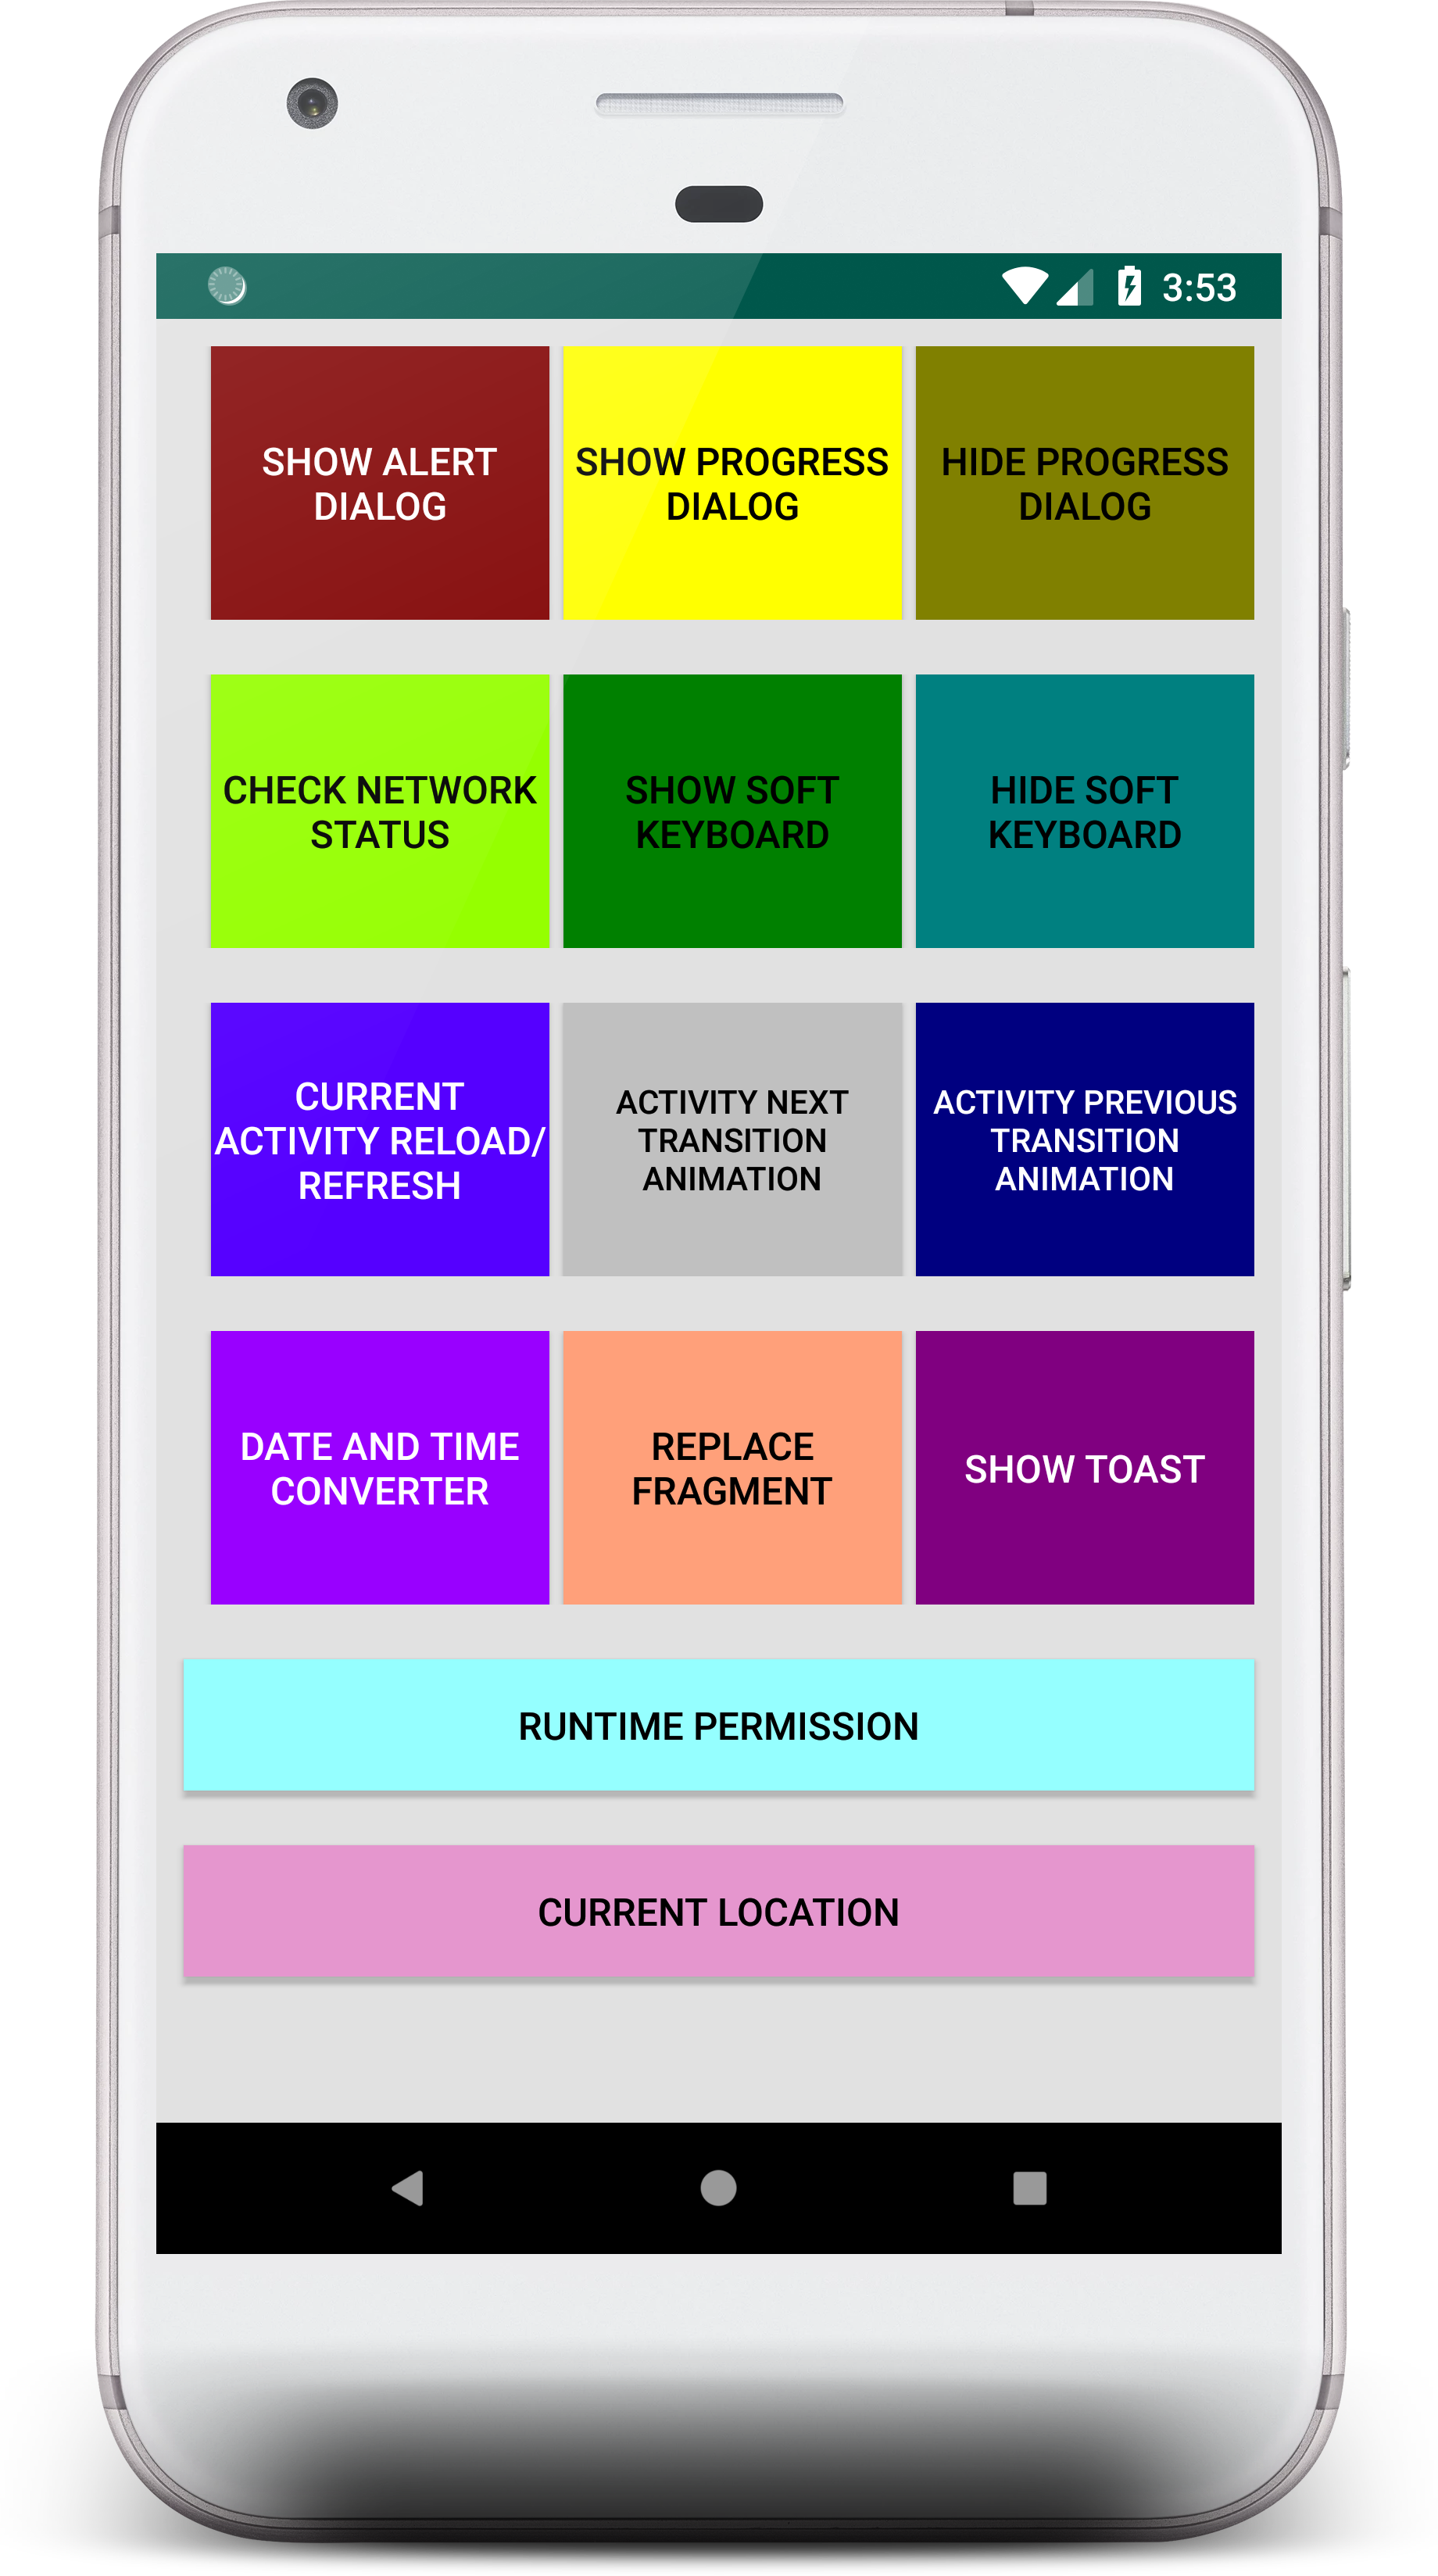 3:53
SHOW ALERT
DIALOG
SHOW PROGRESS
DIALOG
HIDE PROGRESS
DIALOG
CHECK NETWORK
STATUS
SHOW SOFT
KEYBOARD
HIDE SOFT
KEYBOARD
CURRENT
ACTIVITY RELOAD/
REFRESH
ACTIVITY NEXT
TRANSITION
ANIMATION
ACTIVITY PREVIOUS
TRANSITION
ANIMATION
DATE AND TIME
CONVERTER
REPLACE
FRAGMENT
SHOW TOAST
RUNTIME PERMISSION
CURRENT LOCATION